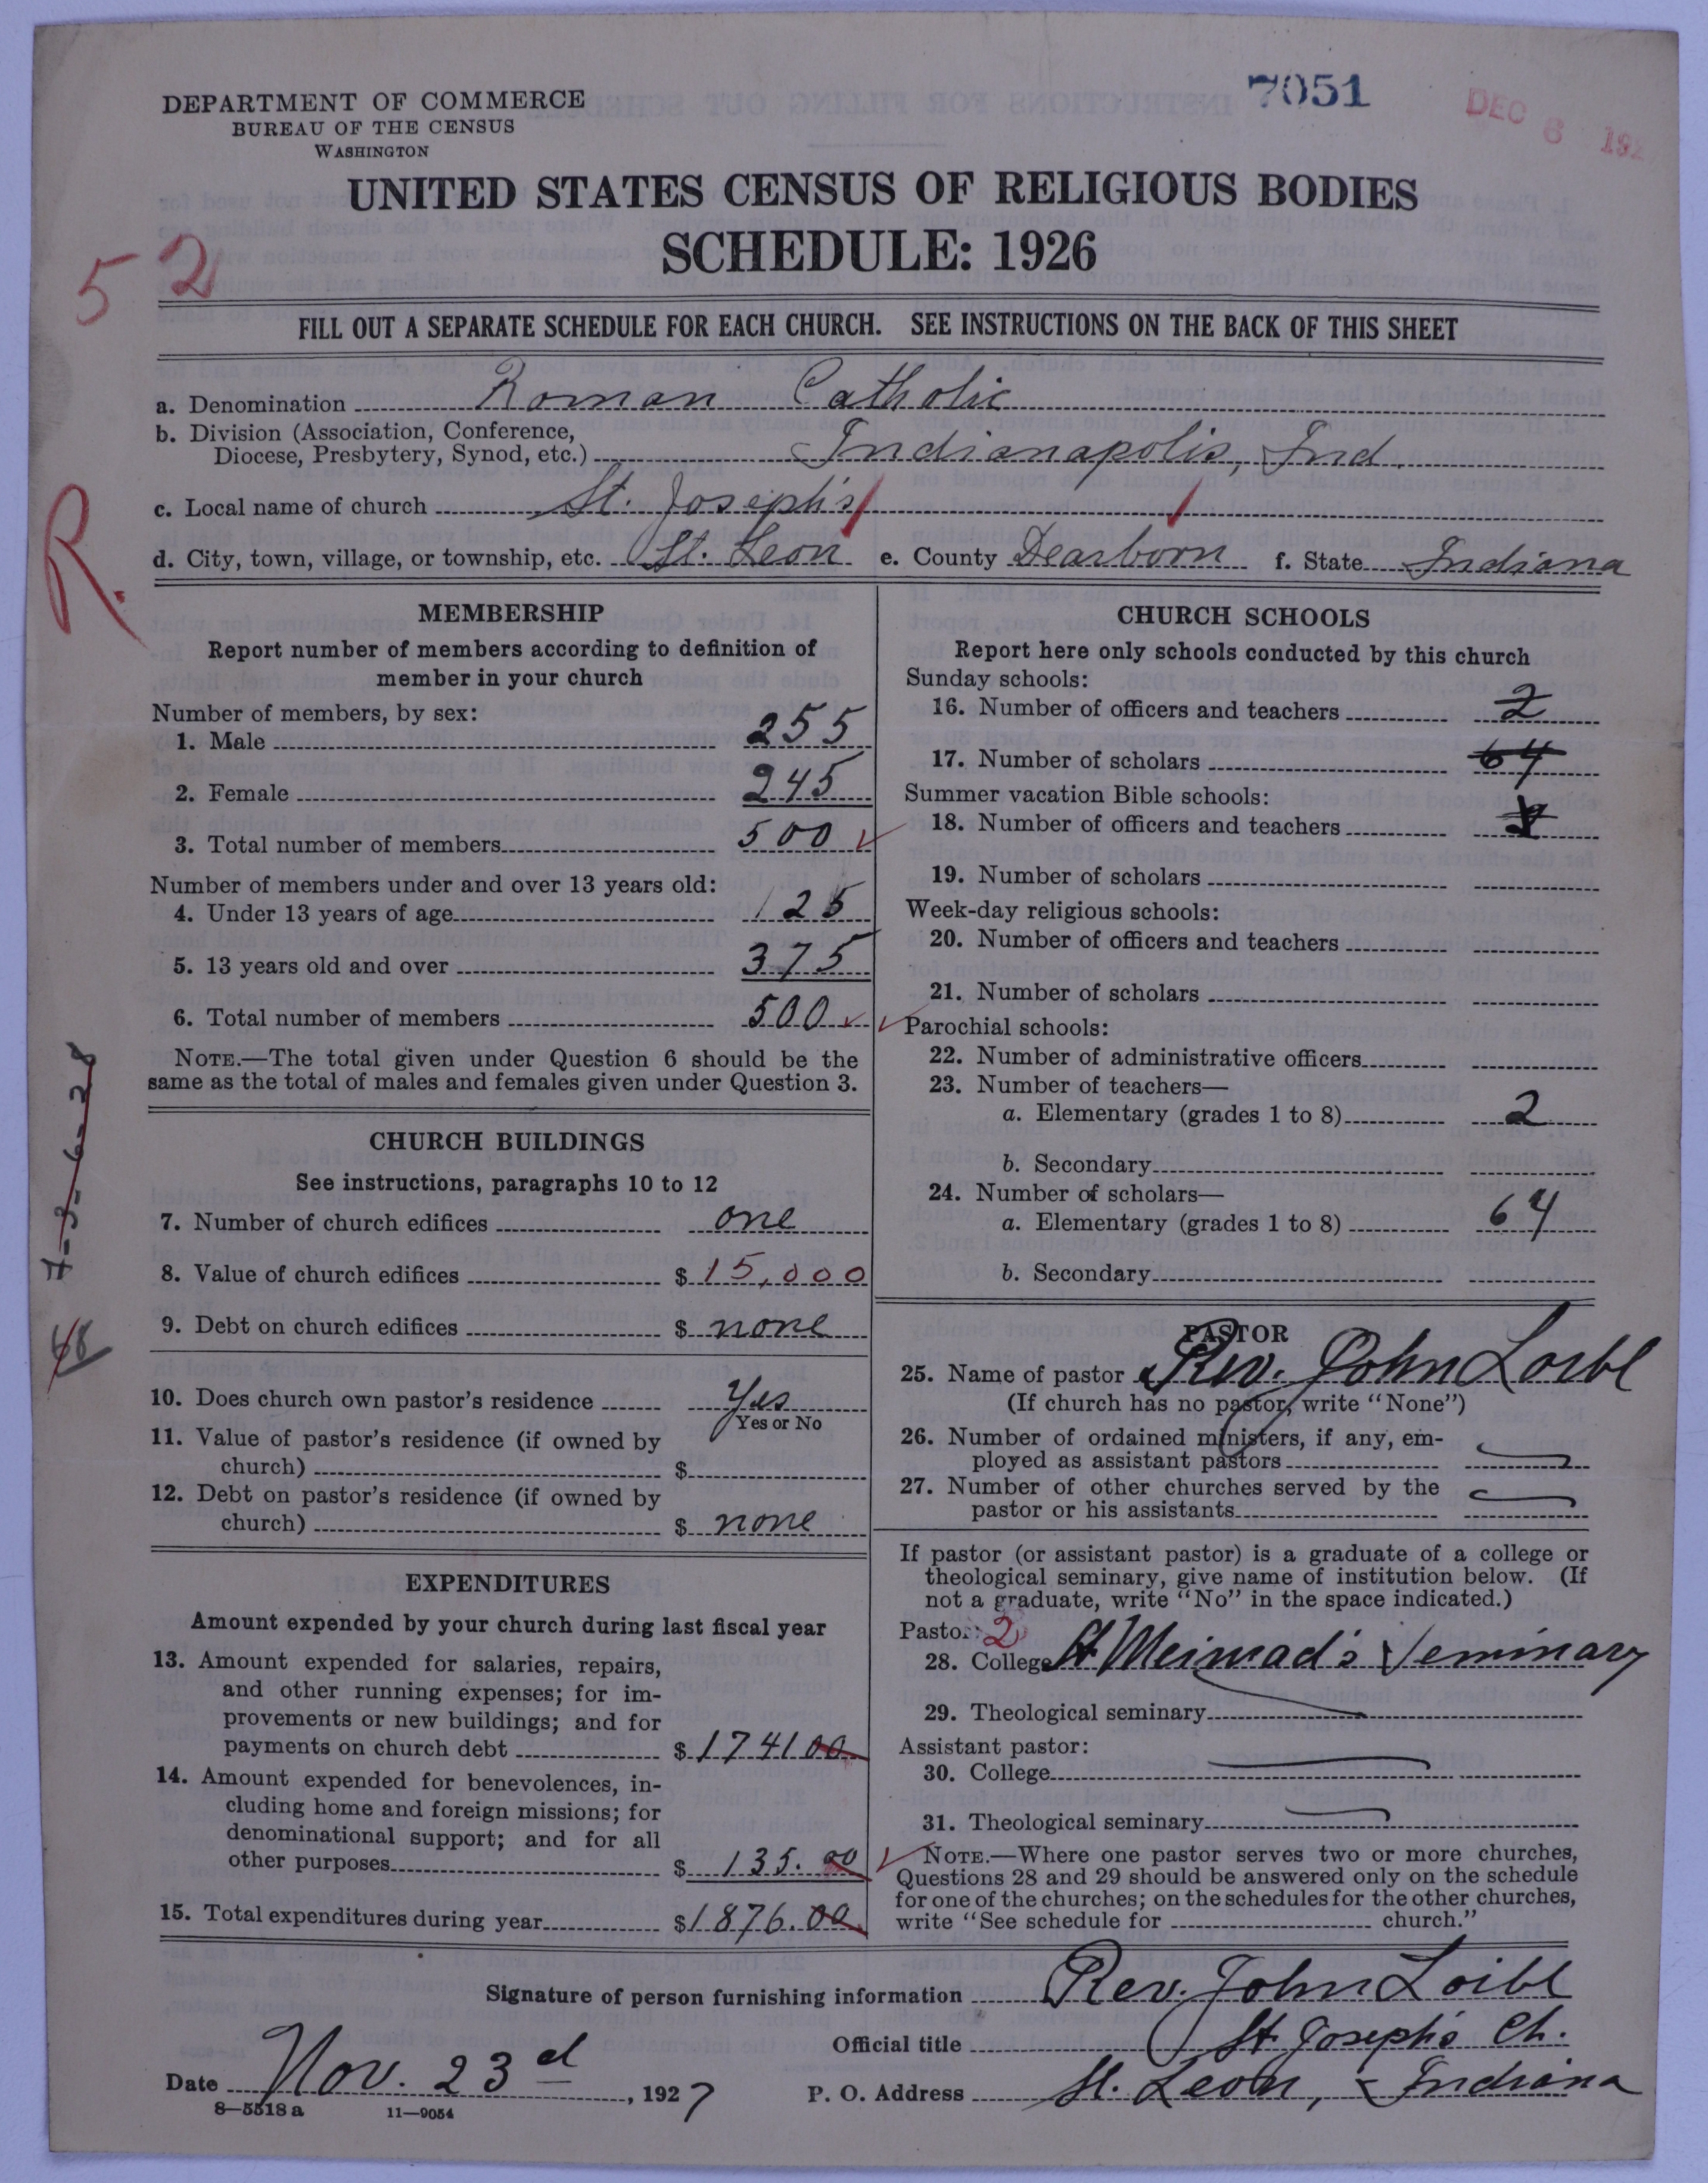 7051
DEC 6 192
DEPARTMENT OF COMMERCE
BUREAU OF THE CENSUS
WASHINGTON
UNITED STATES CENSUS OF RELIGIOUS BODIES
SCHEDULE: 1926
52
FILL OUT A SEPARATE SCHEDULE FOR EACH CHURCH. SEE INSTRUCTIONS ON THE BACK OF THIS SHEET
a. Denomination Roman Catholic
b. Division (Association, Conference,
Diocese, Presbytery, Synod, etc.) Indianapolis, Ind.
c. Local name of church St. Joseph's
R.
d. City, town, village, or township, etc. St. Leon e. County Dearborn f. State Indiana
MEMBERSHIP
Report number of members according to definition of
member in your church
Number of members, by sex:
1. Male 255
2. Female 245
3. Total number of members 500
Number of members under and over 13 years old:
4. Under 13 years of age 125
5. 13 years old and over 375
6. Total number of members 500
NOTE.—The total given under Question 6 should be the
same as the total of males and females given under Question 3.
7-3-6-28
CHURCH BUILDINGS
See instructions, paragraphs 10 to 12
7. Number of church edifices one
8. Value of church edifices $ 15,000
9. Debt on church edifices $ none
10. Does church own pastor's residence Yes
Yes or No
11. Value of pastor's residence (if owned by
church) $
12. Debt on pastor's residence (if owned by
church) $ none
EXPENDITURES
Amount expended by your church during last fiscal year
13. Amount expended for salaries, repairs,
and other running expenses; for im-
provements or new buildings; and for
payments on church debt $ 1741 00
14. Amount expended for benevolences, in-
cluding home and foreign missions; for
denominational support; and for all
other purposes $ 135. 00
15. Total expenditures during year $ 1876. 00
CHURCH SCHOOLS
Report here only schools conducted by this church
Sunday schools:
16. Number of officers and teachers 2
17. Number of scholars 64
Summer vacation Bible schools:
18. Number of officers and teachers
19. Number of scholars
Week-day religious schools:
20. Number of officers and teachers
21. Number of scholars
Parochial schools:
22. Number of administrative officers
23. Number of teachers—
a. Elementary (grades 1 to 8) 2
b. Secondary
24. Number of scholars—
a. Elementary (grades 1 to 8) 64
b. Secondary
PASTOR
25. Name of pastor Rev. John Loibl
(If church has no pastor, write "None")
26. Number of ordained ministers, if any, em-
ployed as assistant pastors
27. Number of other churches served by the
pastor or his assistants
If pastor (or assistant pastor) is a graduate of a college or
theological seminary, give name of institution below. (If
not a graduate, write "No" in the space indicated.)
Pastor: 2
28. College St Meinrad's Seminary
29. Theological seminary
Assistant pastor:
30. College
31. Theological seminary
NOTE.—Where one pastor serves two or more churches,
Questions 28 and 29 should be answered only on the schedule
for one of the churches; on the schedules for the other churches,
write "See schedule for church."
Signature of person furnishing information Rev. John Loibl
Official title St. Joseph's Ch.
Date Nov. 23d, 1927 P. O. Address St. Leon, Indiana
8—5518 a 11—9054